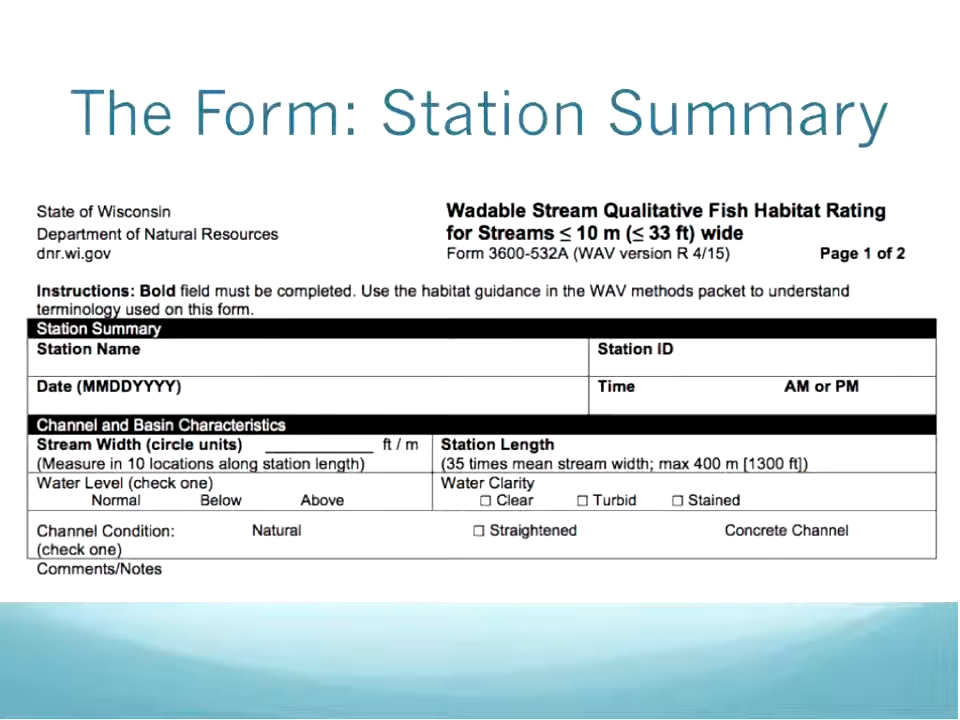 The Form: Station Summary
State of Wisconsin
Department of Natural Resources
dnr.wi.gov
Wadable Stream Qualitative Fish Habitat Rating
for Streams ≤ 10 m (≤ 33 ft) wide
Form 3600-532A (WAV version R 4/15) Page 1 of 2
Instructions: Bold field must be completed. Use the habitat guidance in the WAV methods packet to understand
terminology used on this form.
Station Summary
Station Name Station ID
Date (MMDDYYYY) Time AM or PM
Channel and Basin Characteristics
Stream Width (circle units) __________ ft / m
(Measure in 10 locations along station length)
Station Length
(35 times mean stream width; max 400 m [1300 ft])
Water Level (check one)
Normal Below Above
Water Clarity
☐ Clear ☐ Turbid ☐ Stained
Channel Condition: Natural ☐ Straightened Concrete Channel
(check one)
Comments/Notes